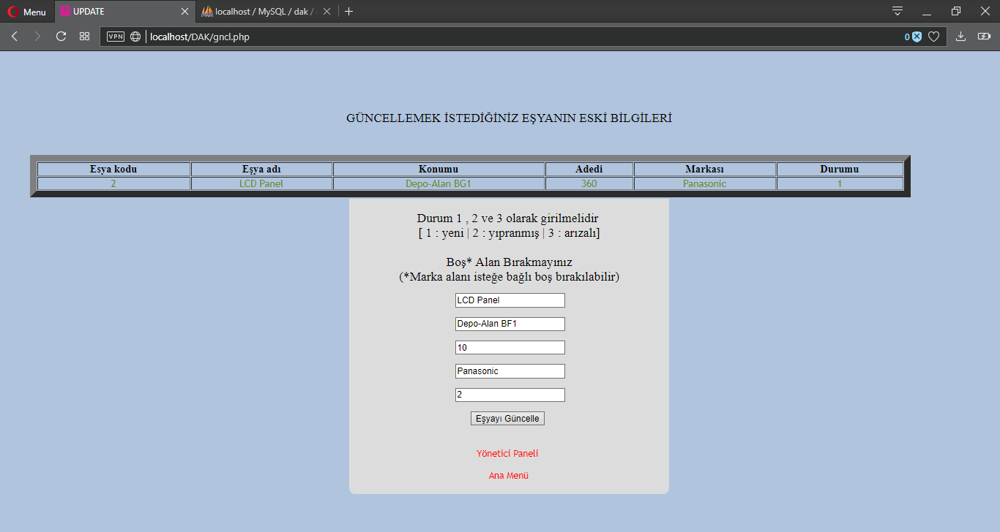 Menu UPDATE localhost / MySQL / dak /
VPN localhost/DAK/gncl.php 0
GÜNCELLEMEK İSTEDİĞİNİZ EŞYANIN ESKİ BİLGİLERİ
Esya kodu Eşya adı Konumu Adedi Markası Durumu
2 LCD Panel Depo-Alan BG1 360 Panasonic 1
Durum 1 , 2 ve 3 olarak girilmelidir
[ 1 : yeni | 2 : yıpranmış | 3 : arızalı]
Boş* Alan Bırakmayınız
(*Marka alanı isteğe bağlı boş bırakılabilir)
LCD Panel
Depo-Alan BF1
10
Panasonic
2
Eşyayı Güncelle
Yönetici Paneli
Ana Menü